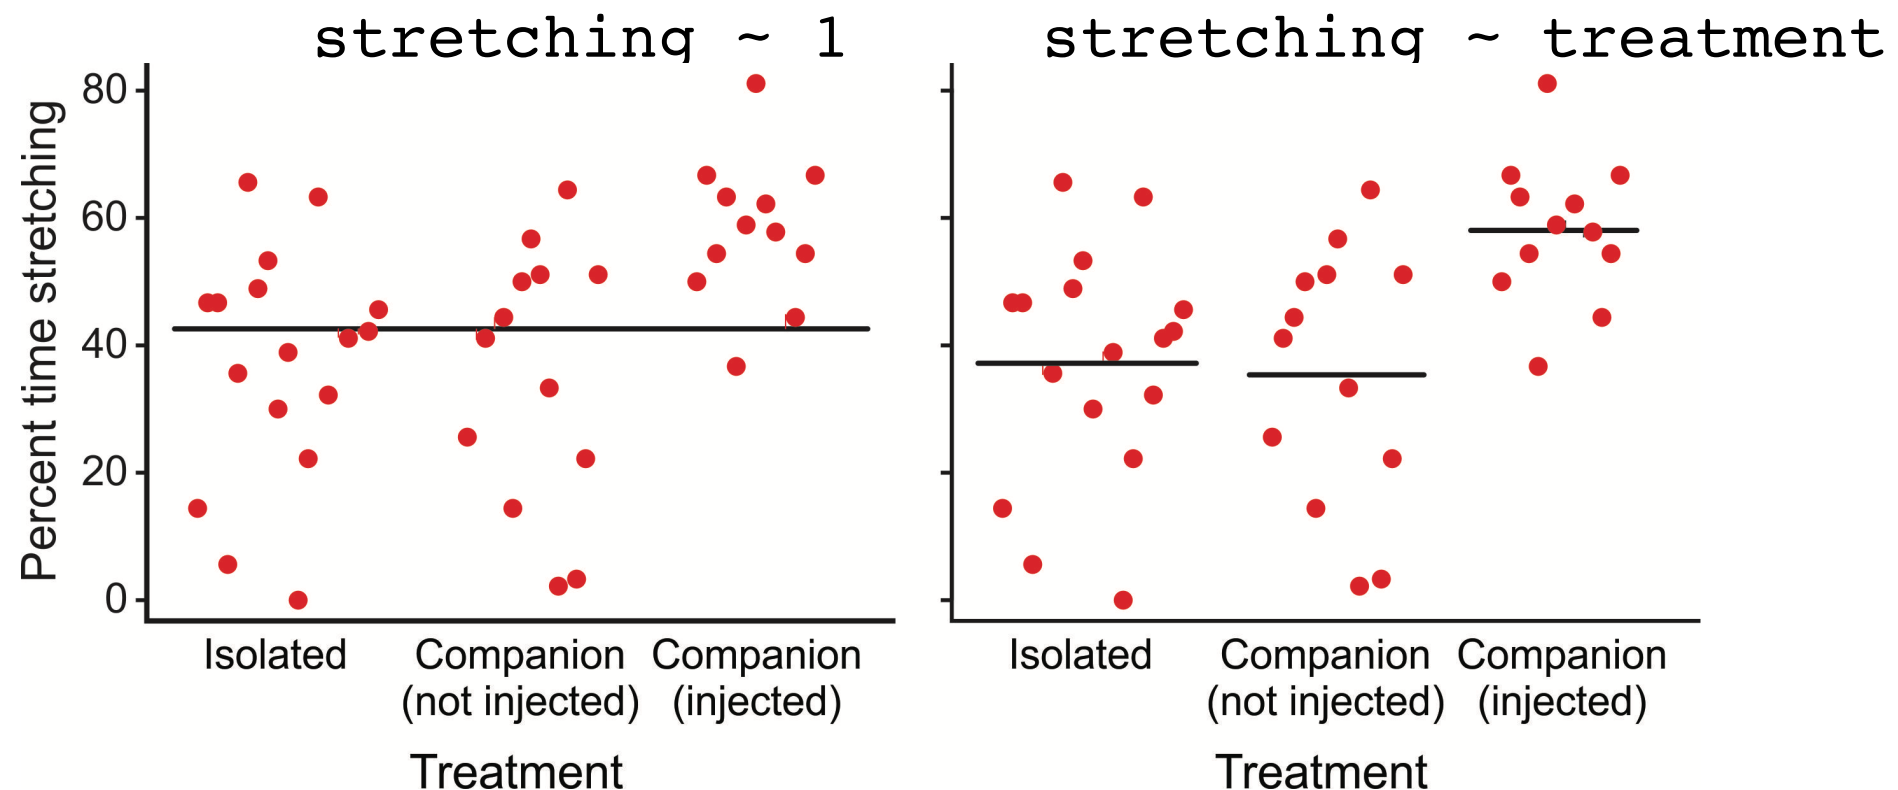 stretching ~ 1
stretching ~ treatment
Percent time stretching
80
60
40
20
0
Isolated
Companion
(not injected)
Companion
(injected)
Treatment
Isolated
Companion
(not injected)
Companion
(injected)
Treatment